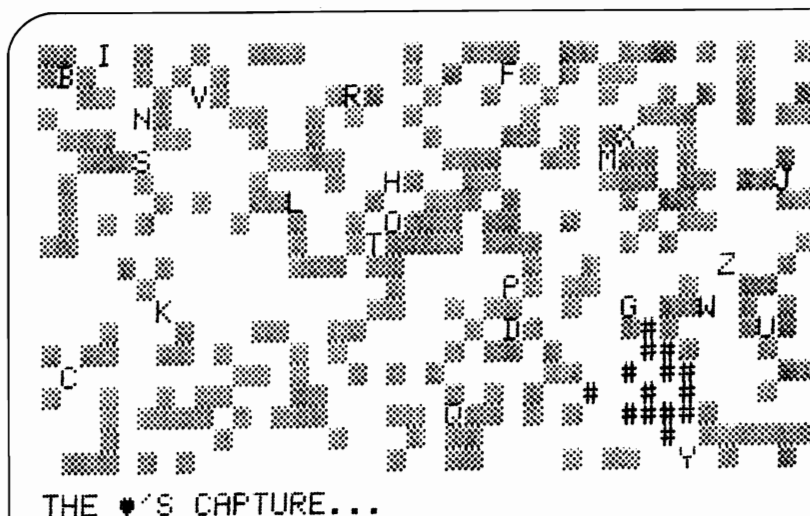 I
B F
V R
N
X
S M
H J
L
O
T
Z
P
K G W
D # U
# #
C # # #
# # #
Q # # # #
#
Y
THE #'S CAPTURE...